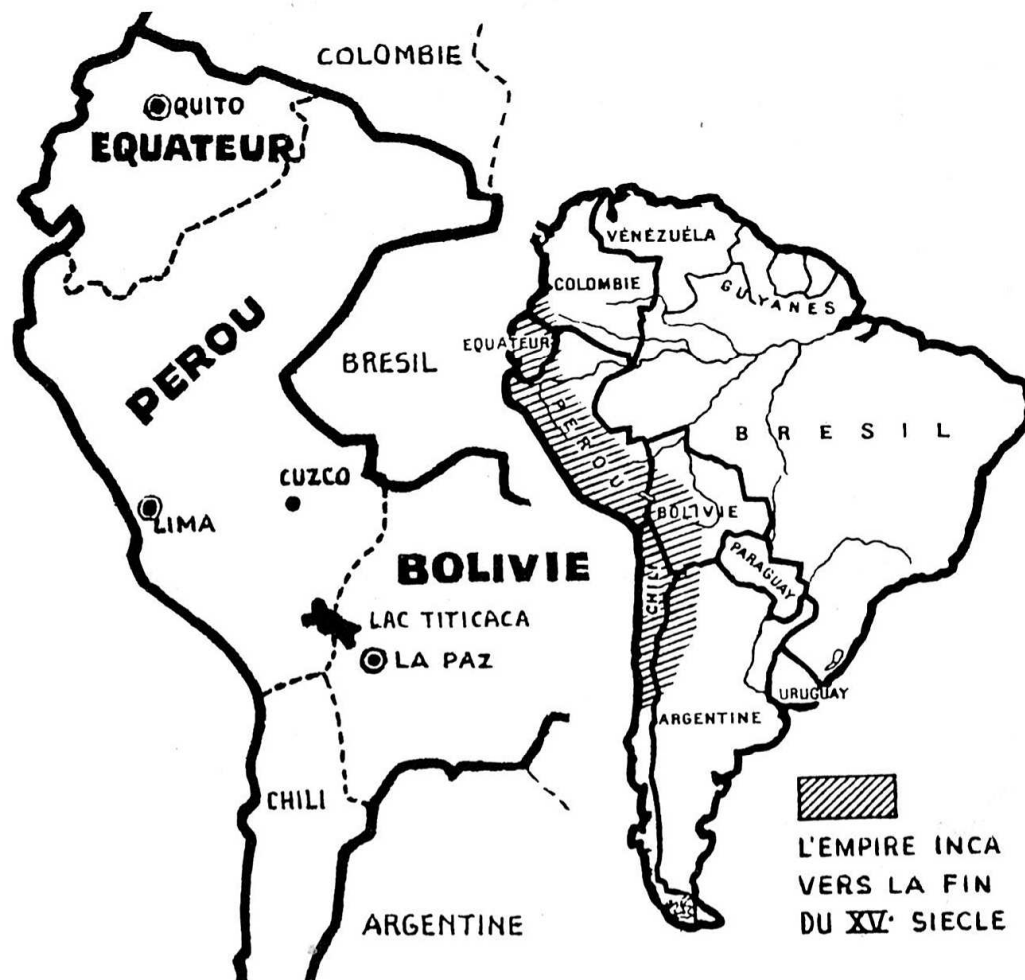 COLOMBIE
QUITO
EQUATEUR
PEROU
BRESIL
CUZCO
LIMA
BOLIVIE
LAC TITICACA
LA PAZ
CHILI
ARGENTINE
VÉNÉZUÉLA
COLOMBIE
GUYANES
EQUATEUR
PEROU
BRESIL
BOLIVIE
PARAGUAY
CHILI
URUGUAY
ARGENTINE
L'EMPIRE INCA
VERS LA FIN
DU XV. SIECLE